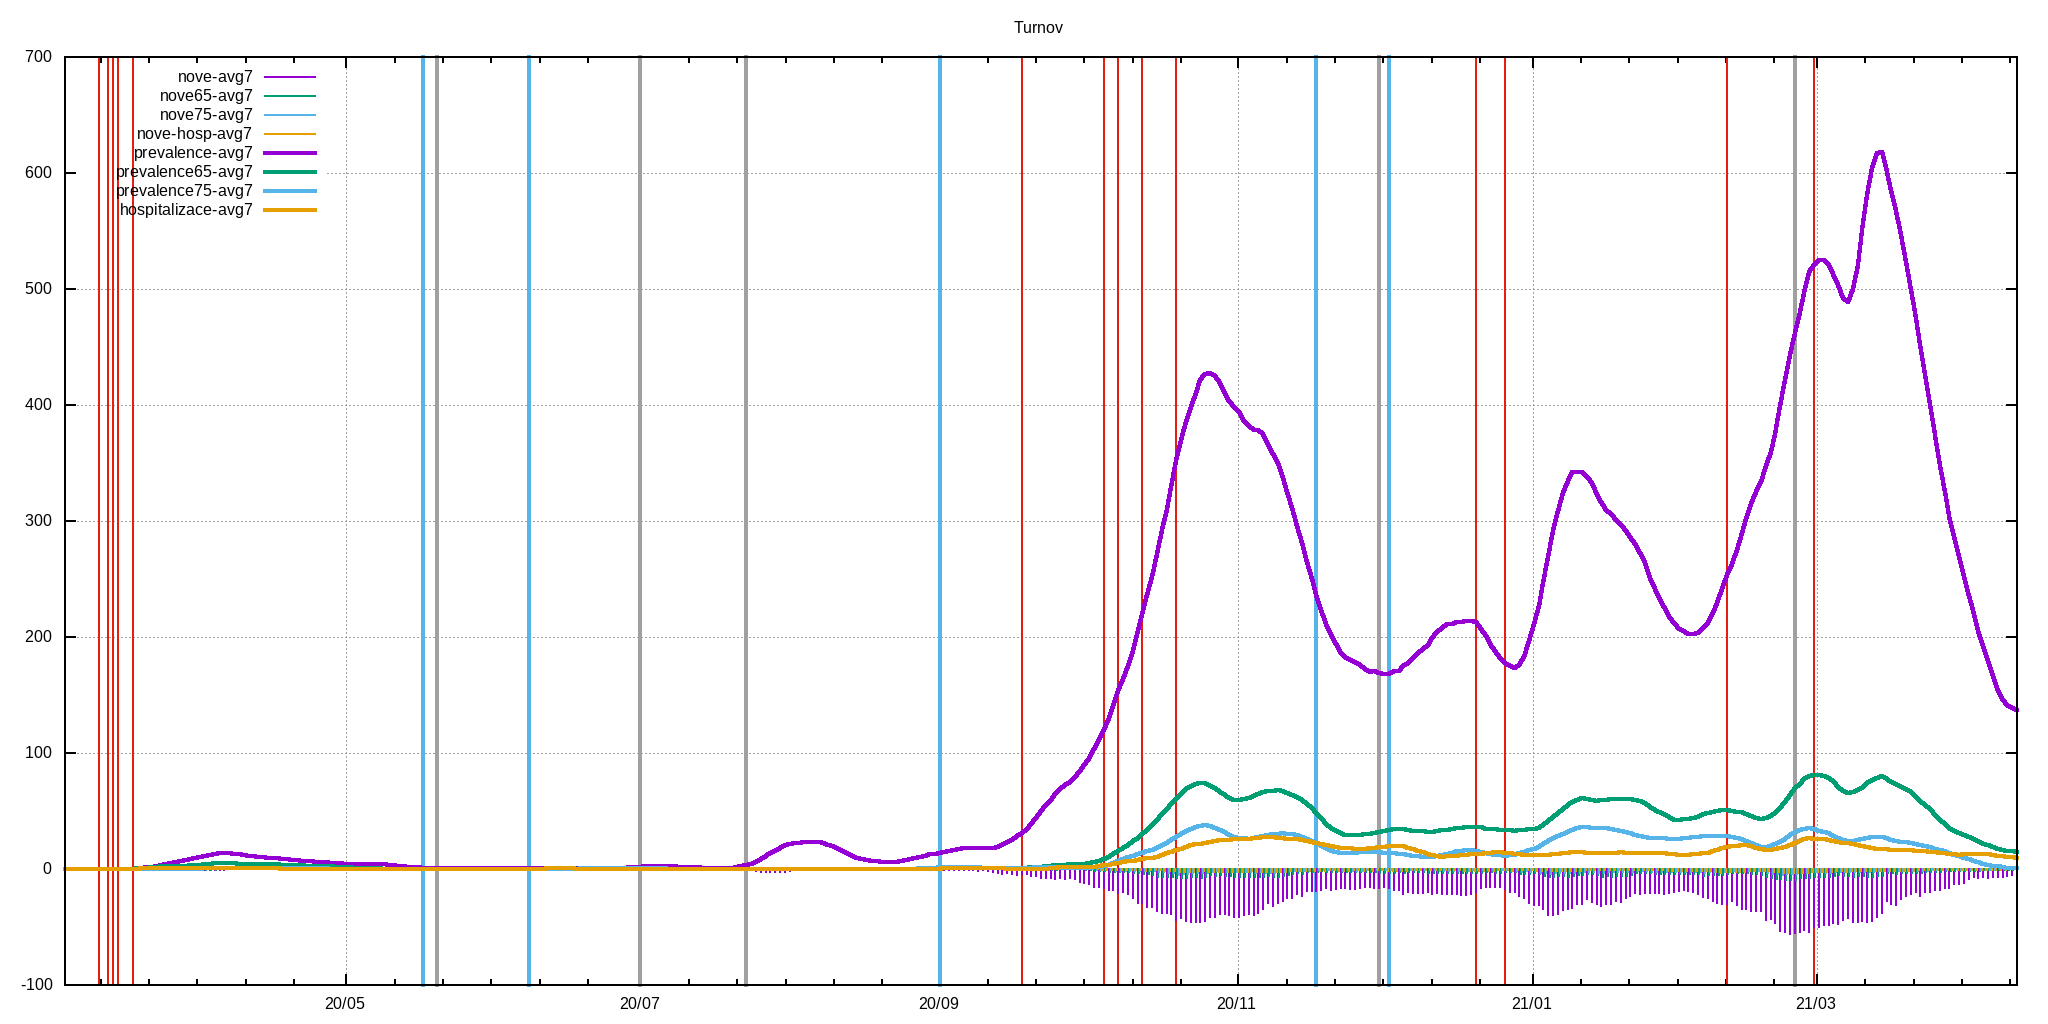 Turnov
700
600
500
400
300
200
100
0
-100
nove-avg7
nove65-avg7
nove75-avg7
nove-hosp-avg7
prevalence-avg7
prevalence65-avg7
prevalence75-avg7
hospitalizace-avg7
20/05 20/07 20/09 20/11 21/01 21/03